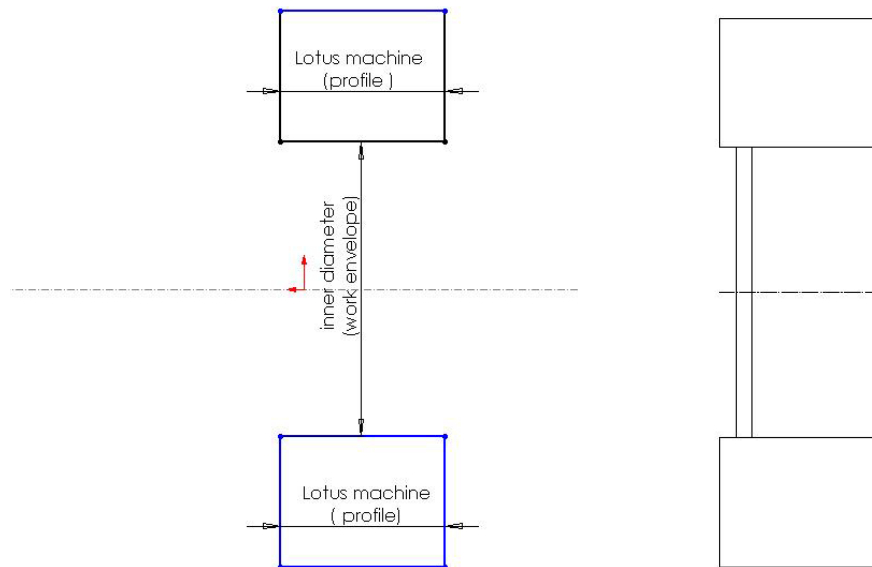 Lotus machine
(profile )
inner diameter
(work envelope)
Lotus machine
( profile)